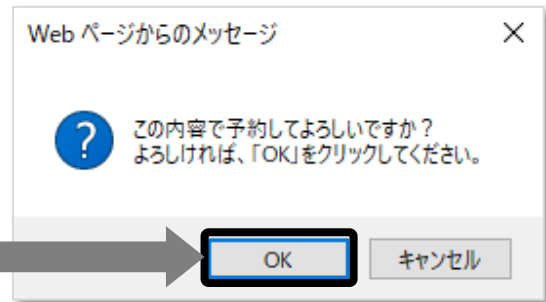 Web ページからのメッセージ
この内容で予約してよろしいですか？
よろしければ、「OK」をクリックしてください。
OK
キャンセル